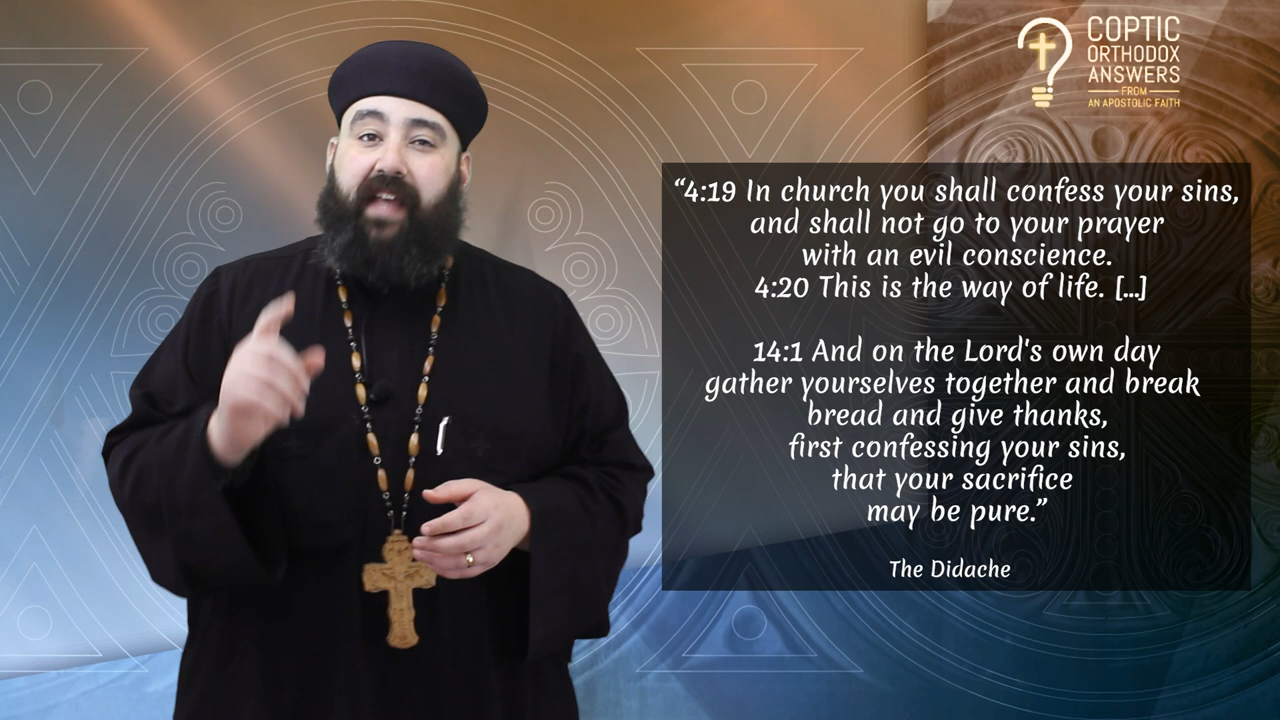 COPTIC
ORTHODOX
ANSWERS
FROM
AN APOSTOLIC FAITH
“4:19 In church you shall confess your sins,
and shall not go to your prayer
with an evil conscience.
4:20 This is the way of life. [...]
14:1 And on the Lord's own day
gather yourselves together and break
bread and give thanks,
first confessing your sins,
that your sacrifice
may be pure.”
The Didache